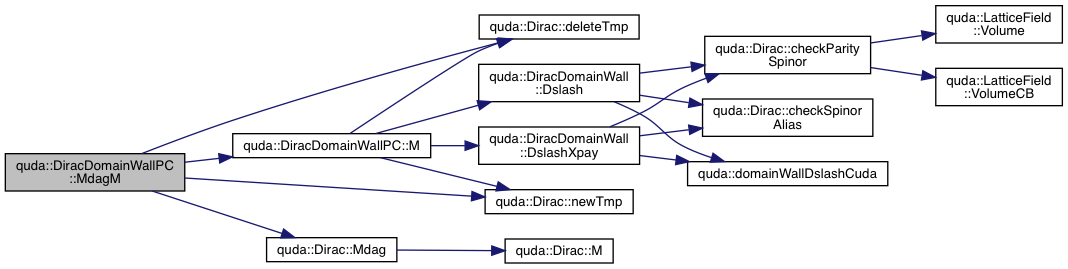 quda::DiracDomainWallPC
::MdagM
quda::DiracDomainWallPC::M
quda::Dirac::Mdag
quda::Dirac::deleteTmp
quda::DiracDomainWall
::Dslash
quda::DiracDomainWall
::DslashXpay
quda::Dirac::newTmp
quda::Dirac::M
quda::Dirac::checkParity
Spinor
quda::Dirac::checkSpinor
Alias
quda::domainWallDslashCuda
quda::LatticeField
::Volume
quda::LatticeField
::VolumeCB